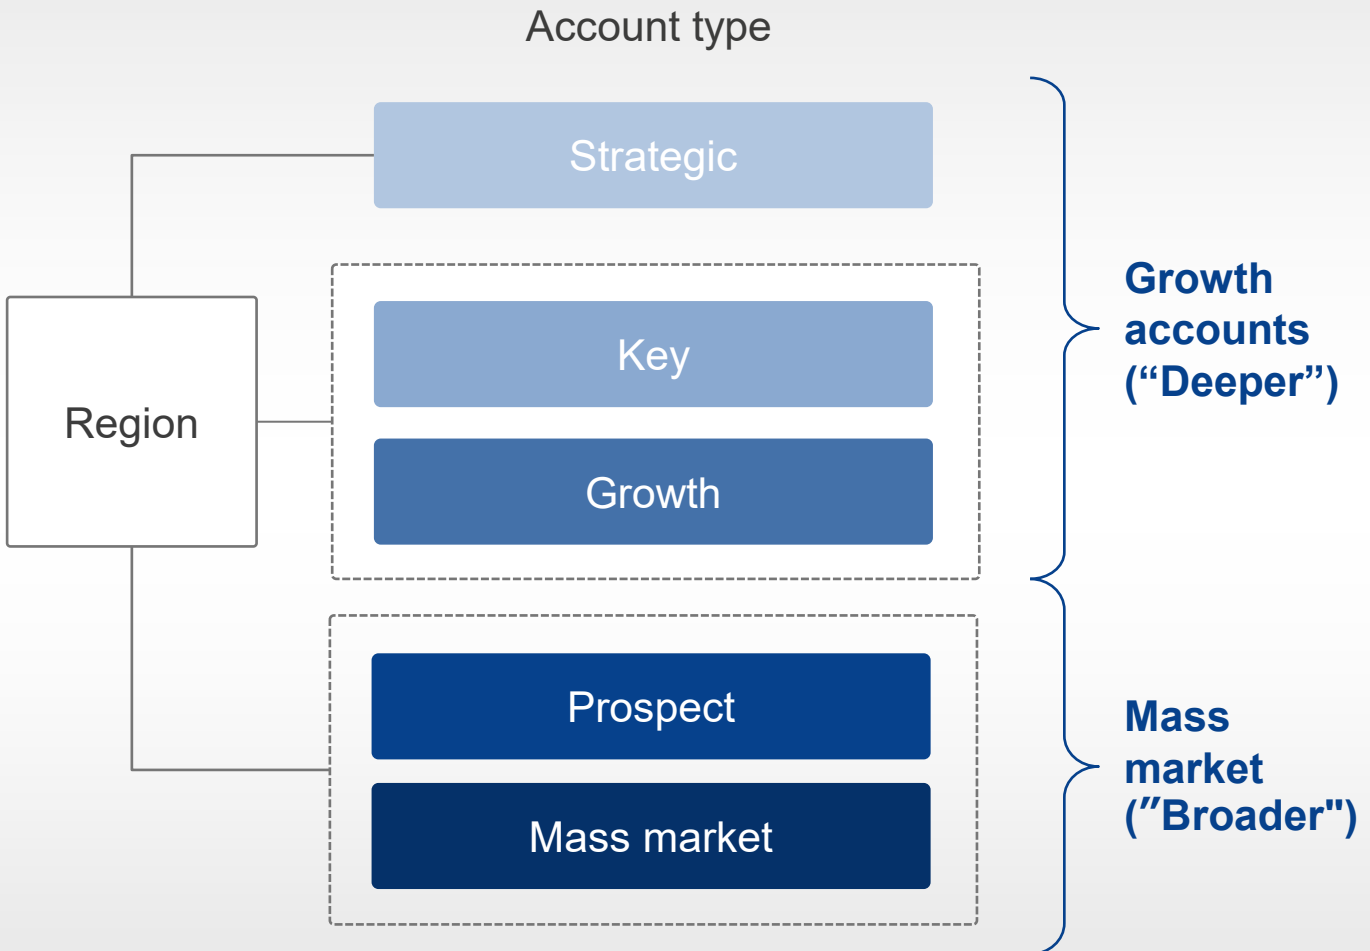 Account type
Strategic
Key
Growth
Region
Prospect
Mass market
Growth
accounts
(“Deeper”)
Mass
market
(”Broader")